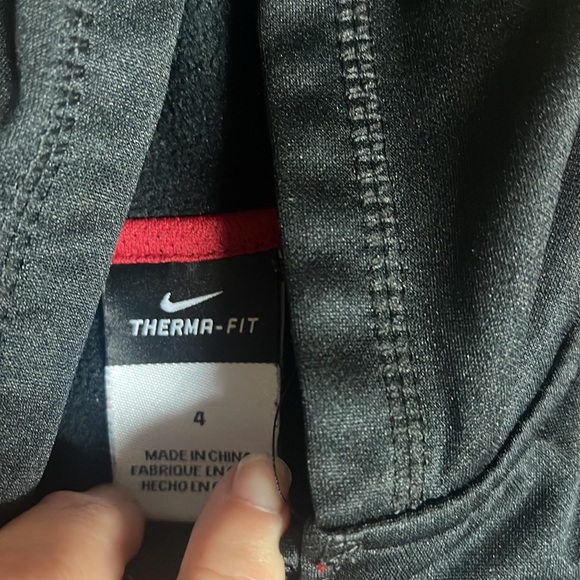 THERMA-FIT
4
MADE IN CHINA
FABRIQUE EN
HECHO EN